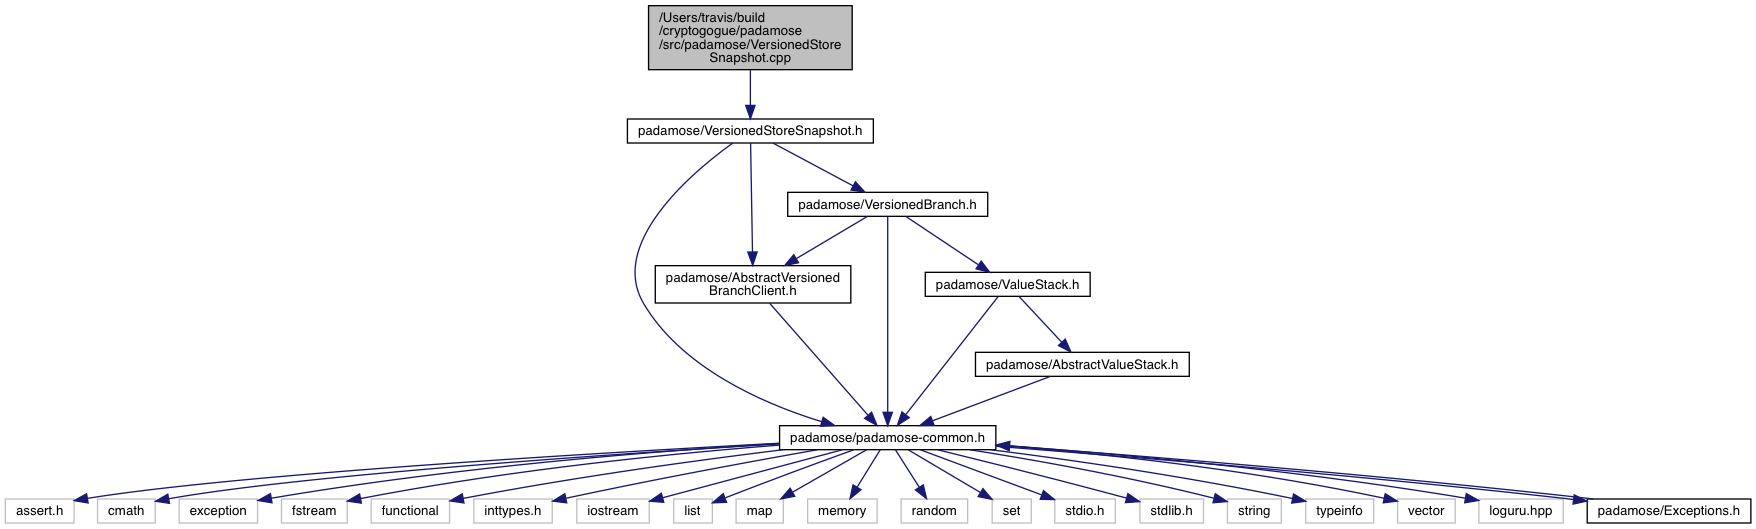 /Users/travis/build
/cryptogogue/padamose
/src/padamose/VersionedStore
Snapshot.cpp
padamose/VersionedStoreSnapshot.h
padamose/VersionedBranch.h
padamose/AbstractVersioned
BranchClient.h
padamose/ValueStack.h
padamose/AbstractValueStack.h
padamose/padamose-common.h
assert.h
cmath
exception
fstream
functional
inttypes.h
iostream
list
map
memory
random
set
stdio.h
stdlib.h
string
typeinfo
vector
loguru.hpp
padamose/Exceptions.h